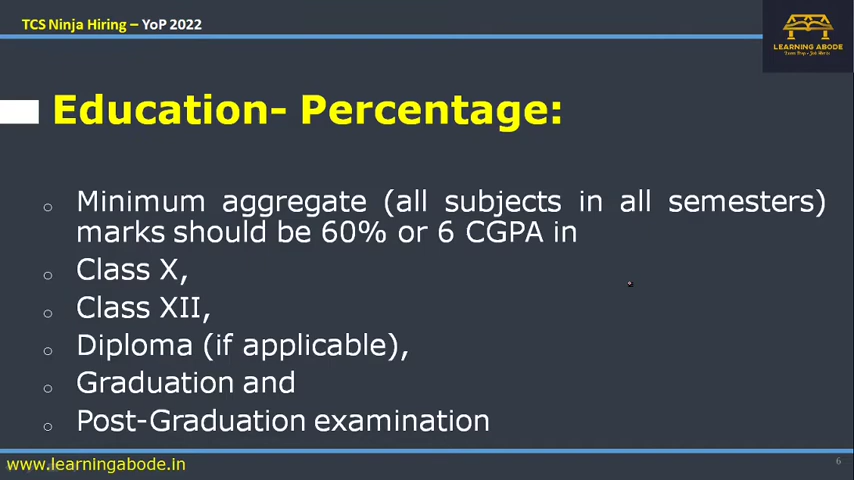 TCS Ninja Hiring – YoP 2022
LEARNING ABODE
Education- Percentage:
Minimum aggregate (all subjects in all semesters)
marks should be 60% or 6 CGPA in
Class X,
Class XII,
Diploma (if applicable),
Graduation and
Post-Graduation examination
www.learningabode.in
6